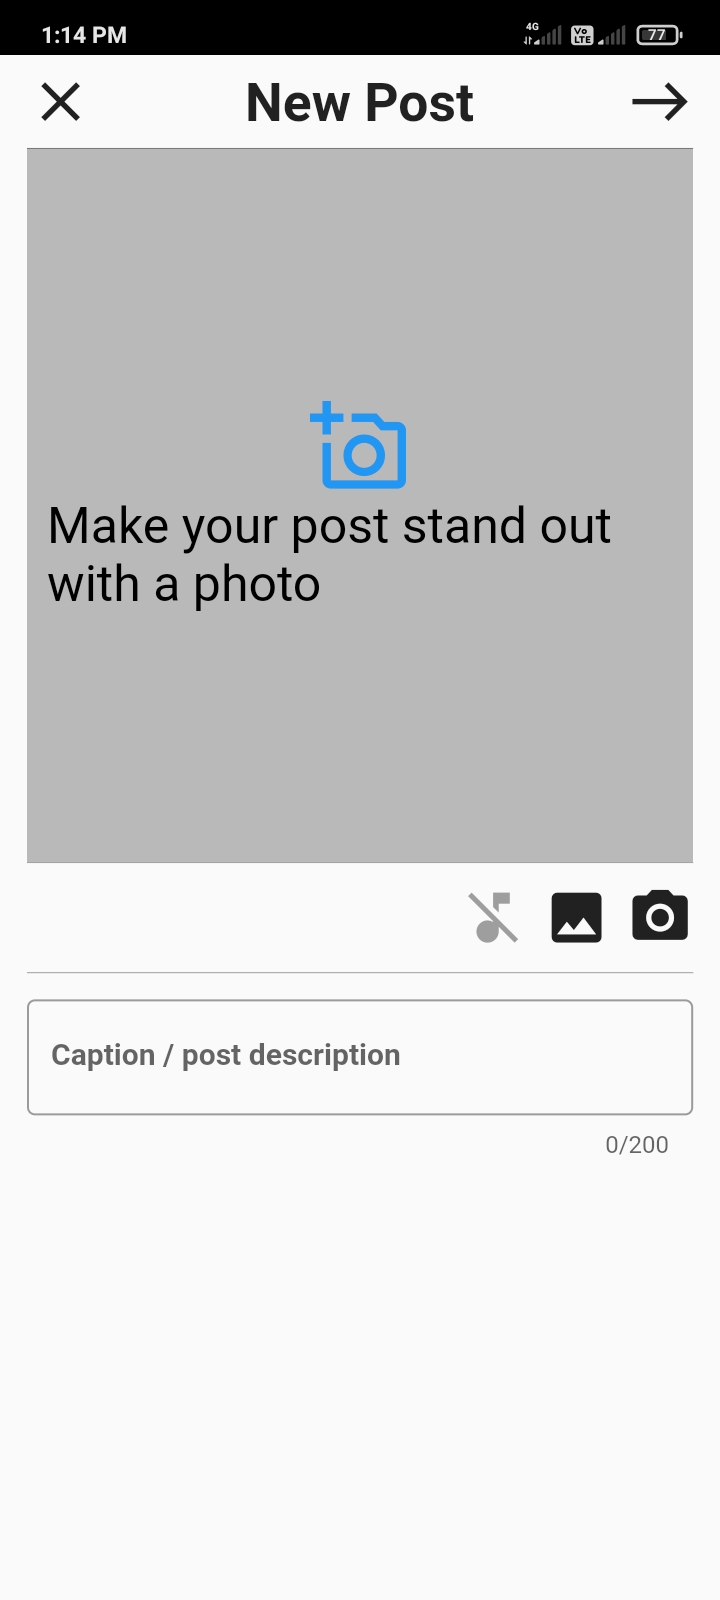 1:14 PM
4G
Vo
LTE
77
New Post
Make your post stand out
with a photo
Caption / post description
0/200